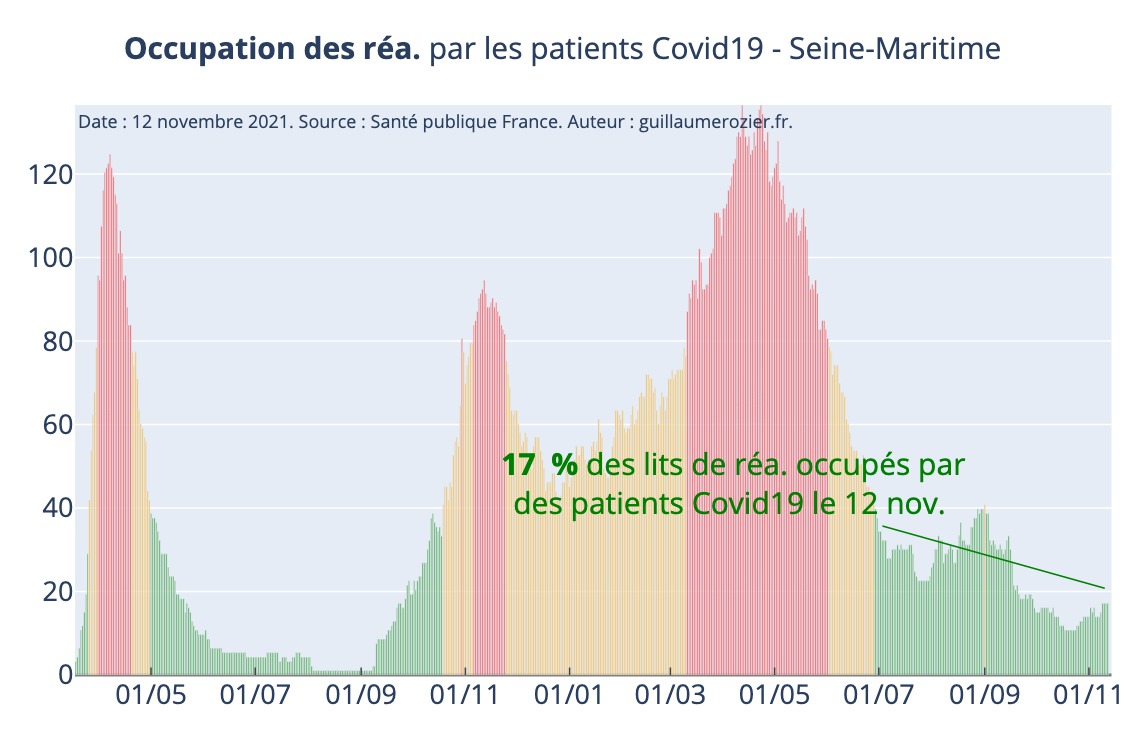 Occupation des réa. par les patients Covid19 - Seine-Maritime
Date : 12 novembre 2021. Source : Santé publique France. Auteur : guillaumerozier.fr.
120
100
80
60
40
20
0
17 % des lits de réa. occupés par
des patients Covid19 le 12 nov.
01/05 01/07 01/09 01/11 01/01 01/03 01/05 01/07 01/09 01/11